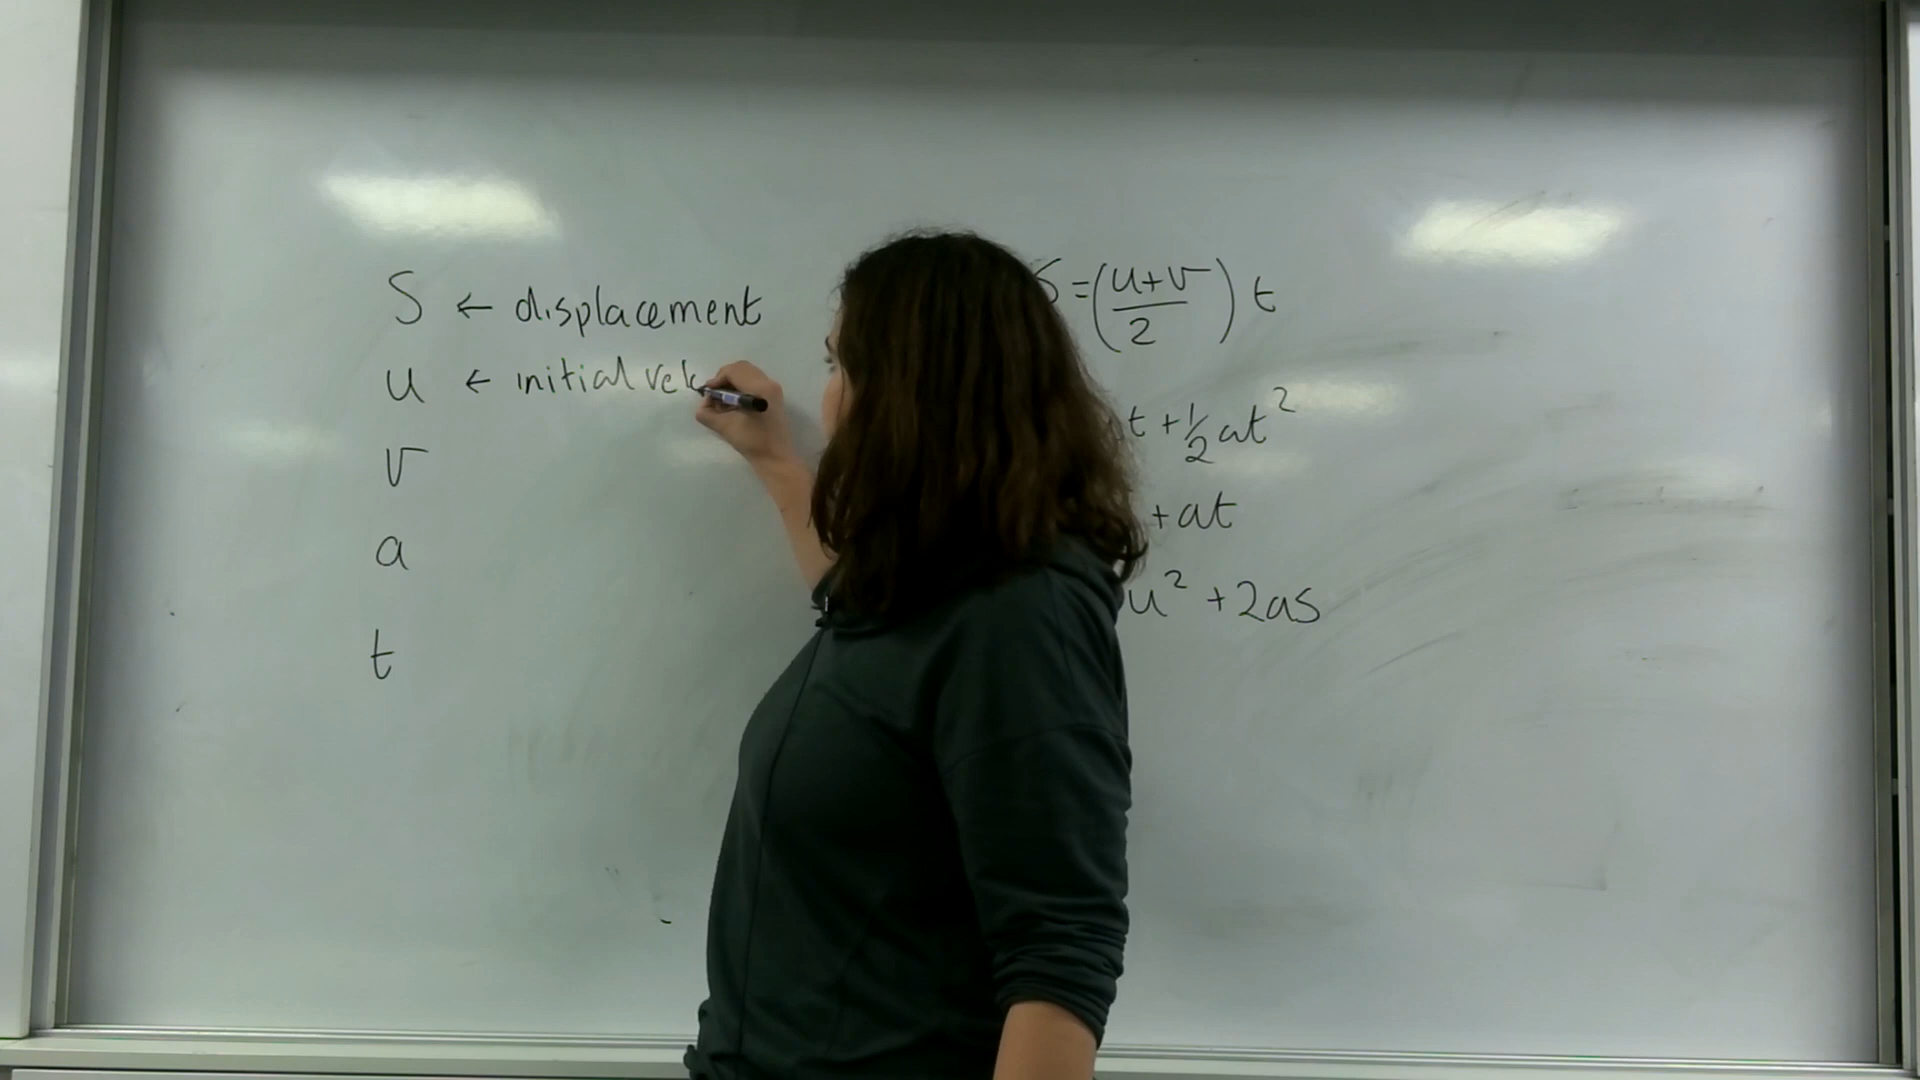 S ← displacement
u ← initial vel
v
a
t
S = (u+v / 2) t
t + 1/2 at²
+ at
u² + 2as